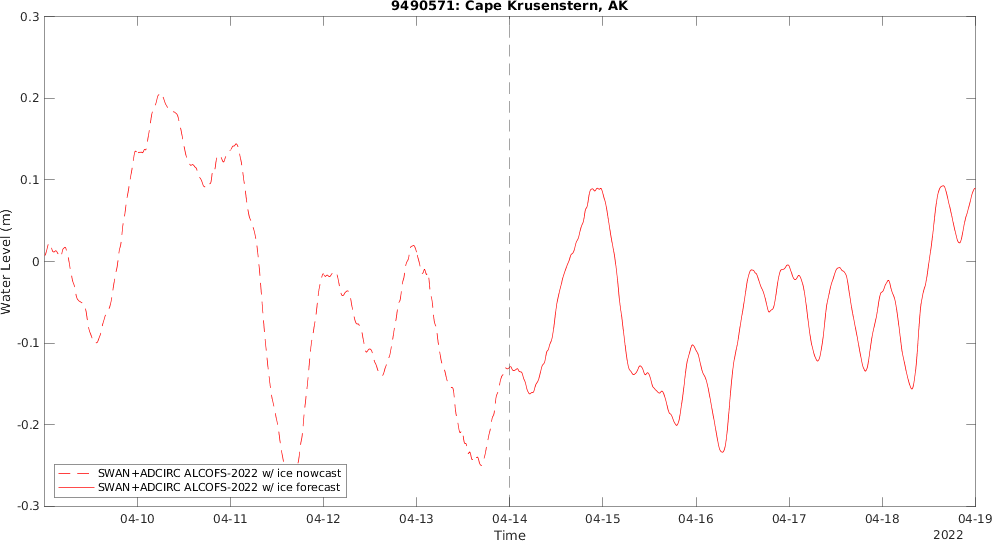 9490571: Cape Krusenstern, AK
Water Level (m)
0.3
0.2
0.1
0
-0.1
-0.2
-0.3
SWAN+ADCIRC ALCOFS-2022 w/ ice nowcast
SWAN+ADCIRC ALCOFS-2022 w/ ice forecast
04-10 04-11 04-12 04-13 04-14 04-15 04-16 04-17 04-18 04-19
Time
2022